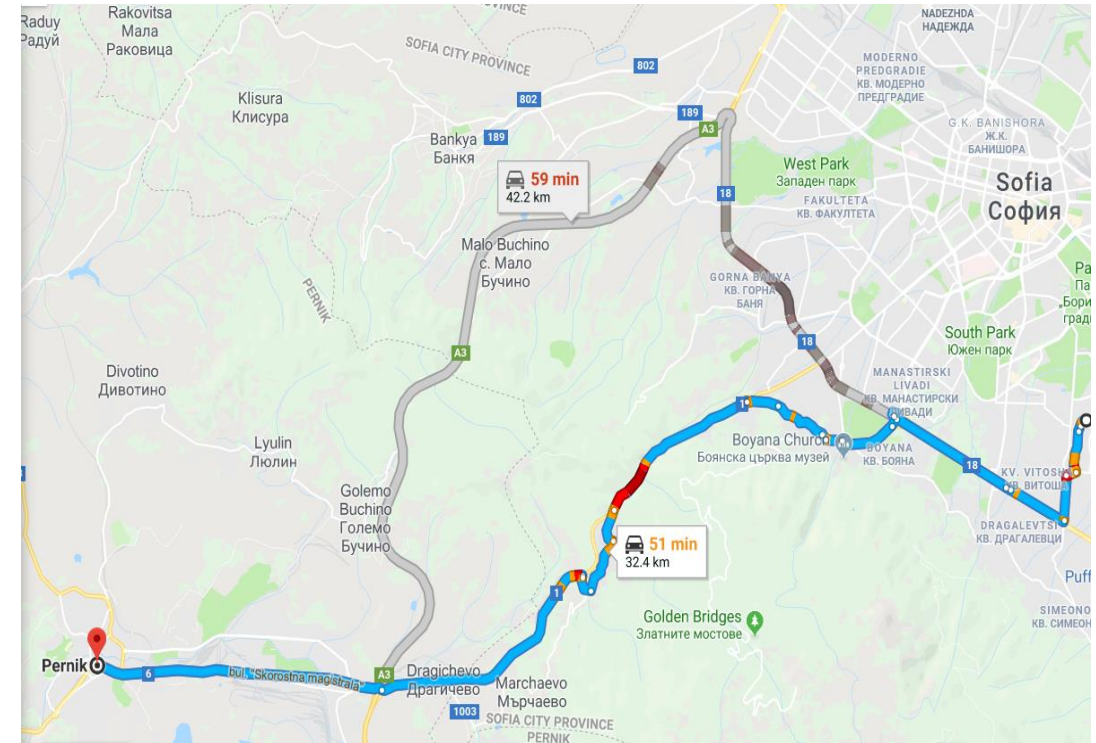 Raduy
Радуй
Rakovitsa
Мала
Раковица
PROVINCE
NADEZHDA
НАДЕЖДА
SOFIA CITY PROVINCE
802
MODERNO
PREDGRADIE
КВ. МОДЕРНО
ПРЕДГРАДИЕ
Klisura
Клисура
802
189
A3
G.K. BANISHORA
Ж.К.
БАНИШОРА
Bankya
Банкя
189
West Park
Западен парк
Sofia
София
59 min
42.2 km
18
FAKULTETA
КВ. ФАКУЛТЕТА
Malo Buchino
с. Мало
Бучино
GORNA BANYA
КВ. ГОРНА
БАНЯ
PERNIK
Бори
град
South Park
Южен парк
18
A3
Divotino
Дивотино
MANASTIRSKI
LIVADI
КВ. МАНАСТИРСКИ
ЛИВАДИ
1
Boyana Church
Боянска църква музей
BOYANA
КВ. БОЯНА
Lyulin
Люлин
18
KV. VITOSHA
КВ. ВИТОША
Golemo
Buchino
Големо
Бучино
DRAGALEVTSI
КВ. ДРАГАЛЕВЦИ
51 min
32.4 km
Puff
1
Golden Bridges
Златните мостове
SIMEONO
КВ. СИМЕОН
Pernik
6
bul. "Skorostna magistrala"
A3
Dragichevo
Драгичево
Marchaevo
Мърчаево
1003
SOFIA CITY PROVINCE
PERNIK